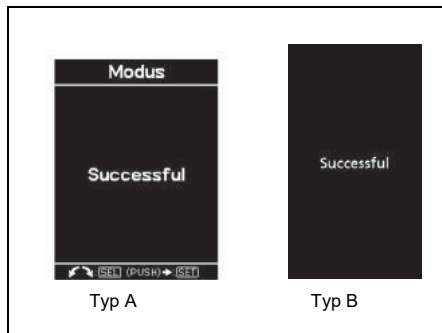 Modus
Successful
SEL (PUSH) SET
Typ A
Successful
Typ B